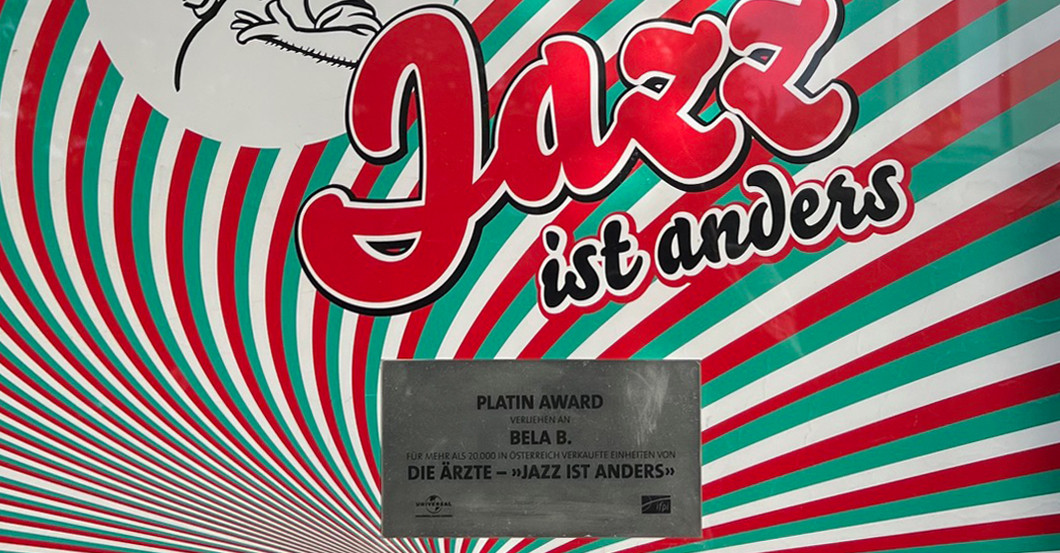 Jazz
ist anders
PLATIN AWARD
VERLIEHEN AN
BELA B.
FÜR MEHR ALS 20.000 IN ÖSTERREICH VERKAUFTE EINHEITEN VON
DIE ÄRZTE – »JAZZ IST ANDERS«
UNIVERSAL
ifpi